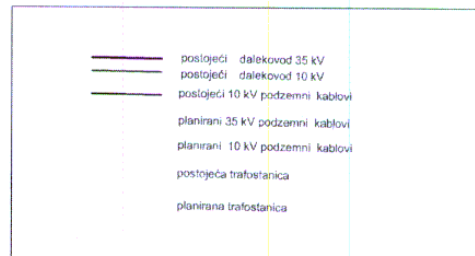 postojeći dalekovod 35 kV
postojeći dalekovod 10 kV
postojeći 10 kV podzemni kablovi
planirani 35 kV podzemni kablovi
planirani 10 kV podzemni kablovi
postojeća trafostanica
planirana trafostanica